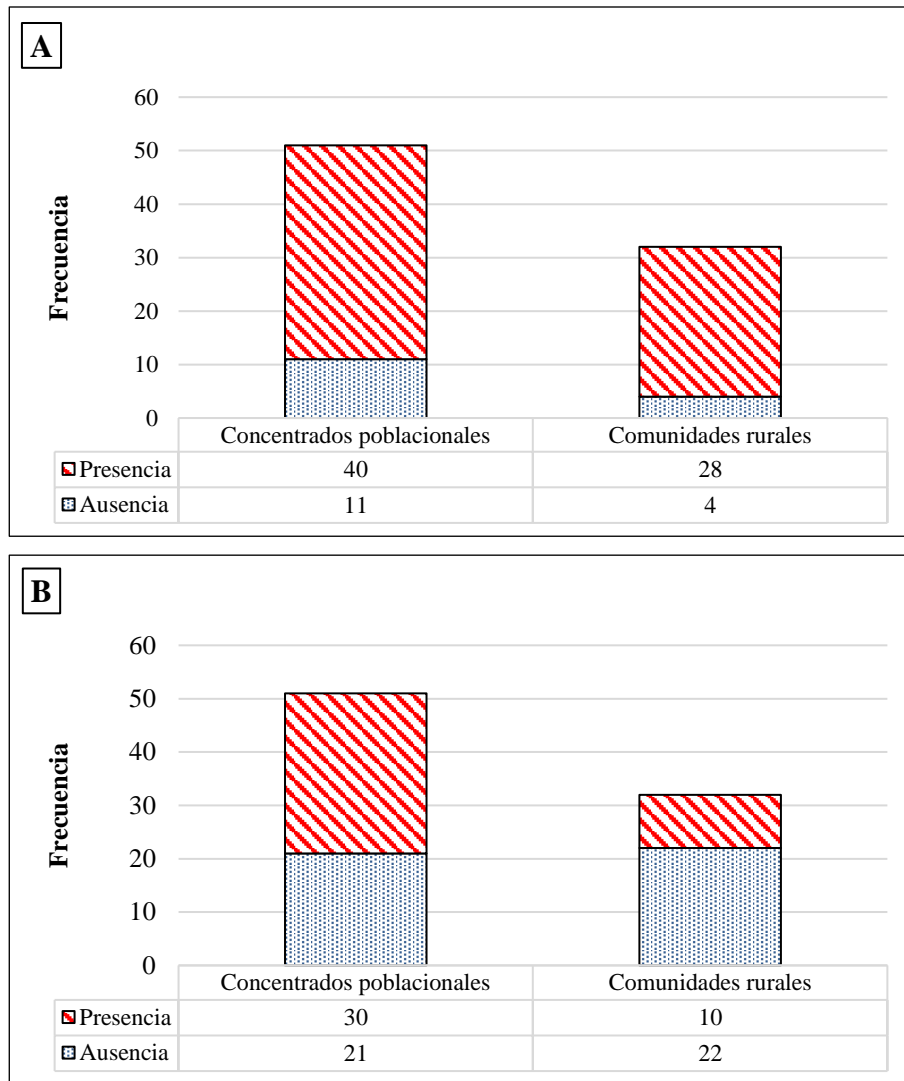 A
60
50
40
30
20
10
0
Frecuencia
Concentrados poblacionales Comunidades rurales
Presencia 40 28
Ausencia 11 4
B
60
50
40
30
20
10
0
Frecuencia
Concentrados poblacionales Comunidades rurales
Presencia 30 10
Ausencia 21 22